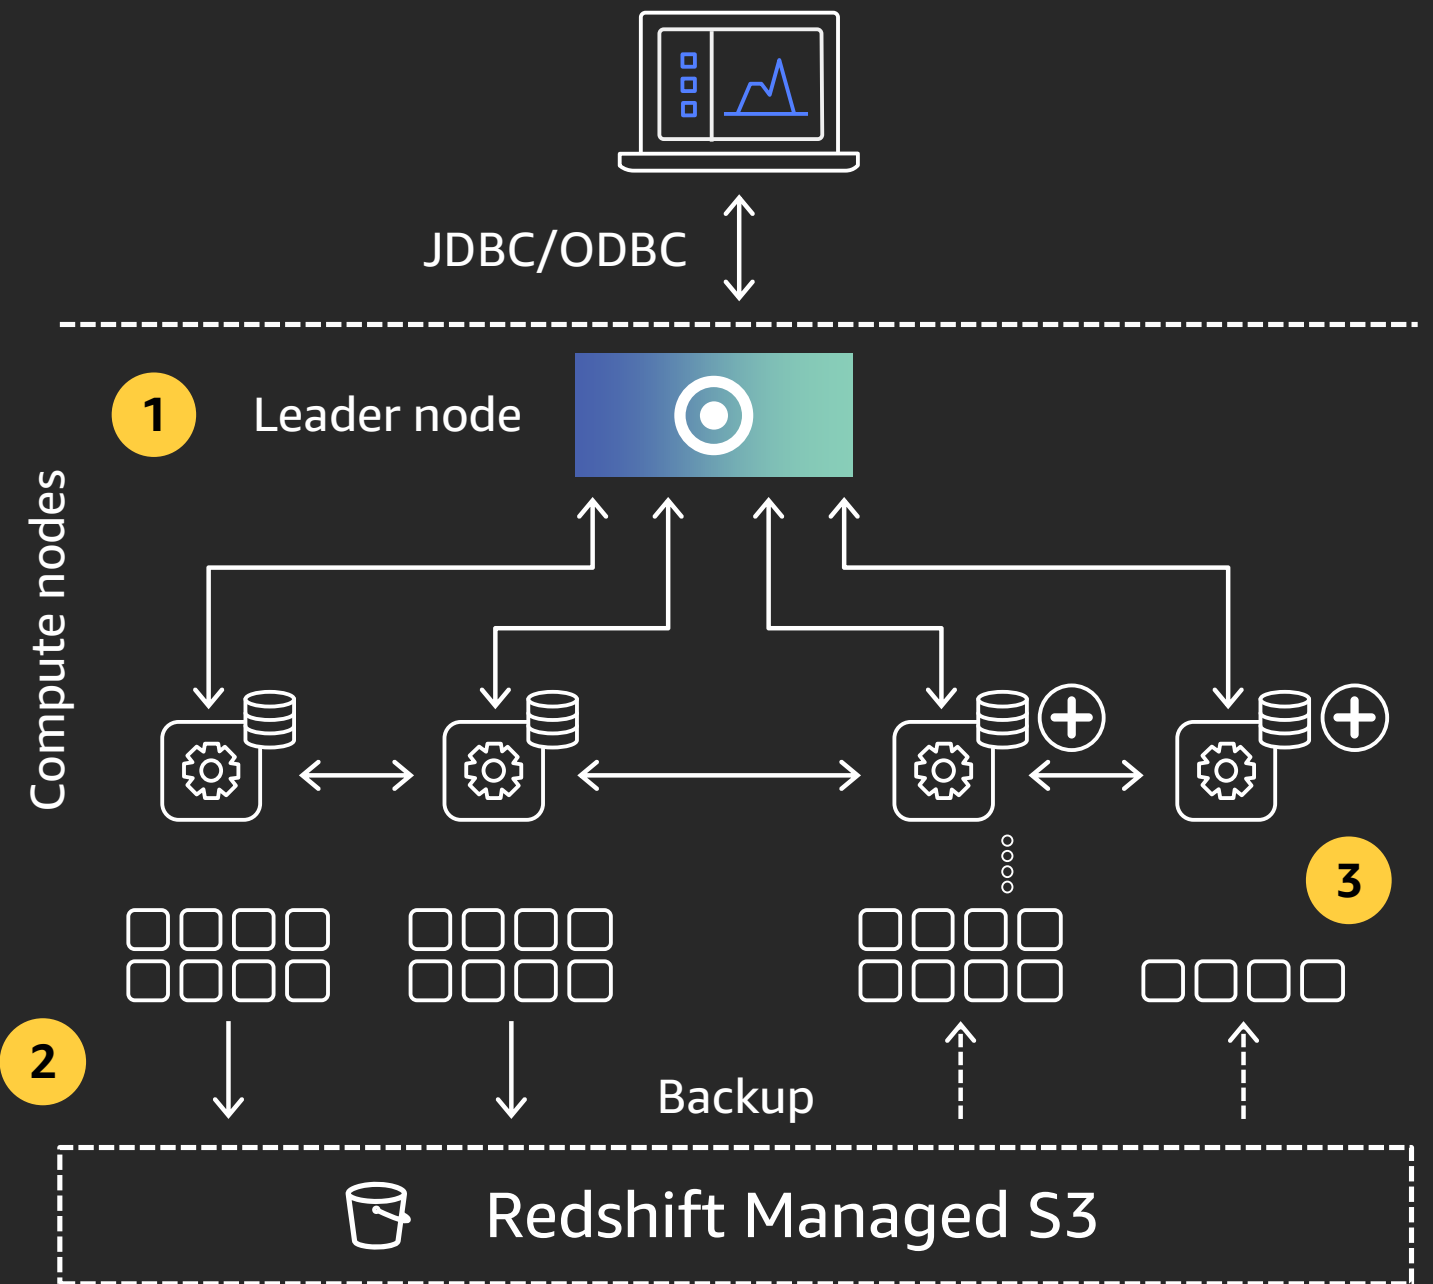 JDBC/ODBC
1
Leader node
Compute nodes
3
2
Backup
Redshift Managed S3